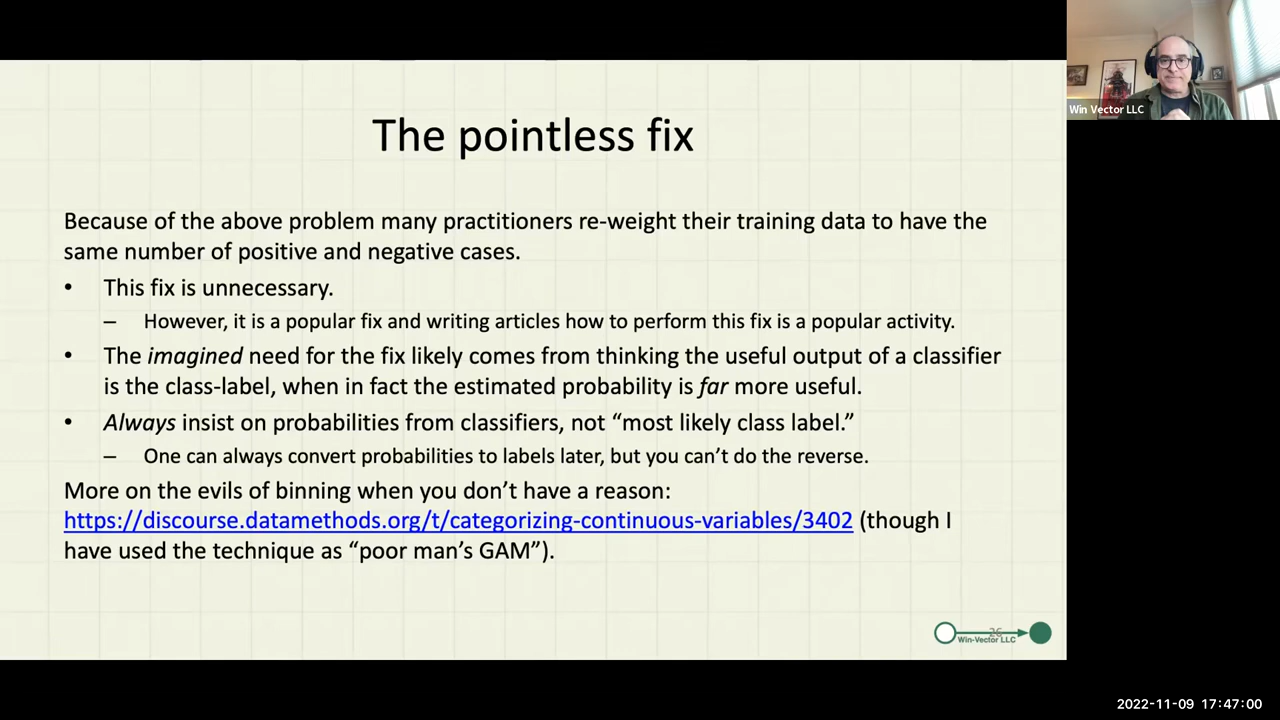 The pointless fix
Because of the above problem many practitioners re-weight their training data to have the
same number of positive and negative cases.
• This fix is unnecessary.
– However, it is a popular fix and writing articles how to perform this fix is a popular activity.
• The imagined need for the fix likely comes from thinking the useful output of a classifier
is the class-label, when in fact the estimated probability is far more useful.
• Always insist on probabilities from classifiers, not “most likely class label.”
– One can always convert probabilities to labels later, but you can’t do the reverse.
More on the evils of binning when you don’t have a reason:
https://discourse.datamethods.org/t/categorizing-continuous-variables/3402 (though I
have used the technique as “poor man’s GAM”).
26
Win-Vector LLC
Win Vector LLC
2022-11-09 17:47:00